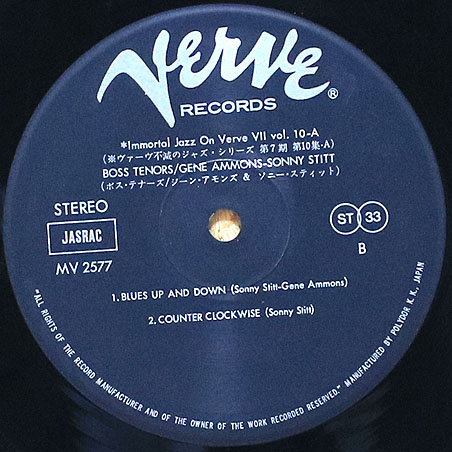 Verve
®
RECORDS
*Immortal Jazz On Verve VII vol. 10-A
(※ヴァーヴ不滅のジャズ・シリーズ 第7期 第10集-A)
BOSS TENORS/GENE AMMONS-SONNY STITT
(ボス・テナーズ/ジーン・アモンズ & ソニー・スティット)
STEREO
JASRAC
MV 2577
ST 33
B
1. BLUES UP AND DOWN (Sonny Stitt-Gene Ammons)
2. COUNTER CLOCKWISE (Sonny Stitt)
"ALL RIGHTS OF THE RECORD MANUFACTURER AND OF THE OWNER OF THE WORK RECORDED RESERVED." MANUFACTURED BY POLYDOR K. K., JAPAN